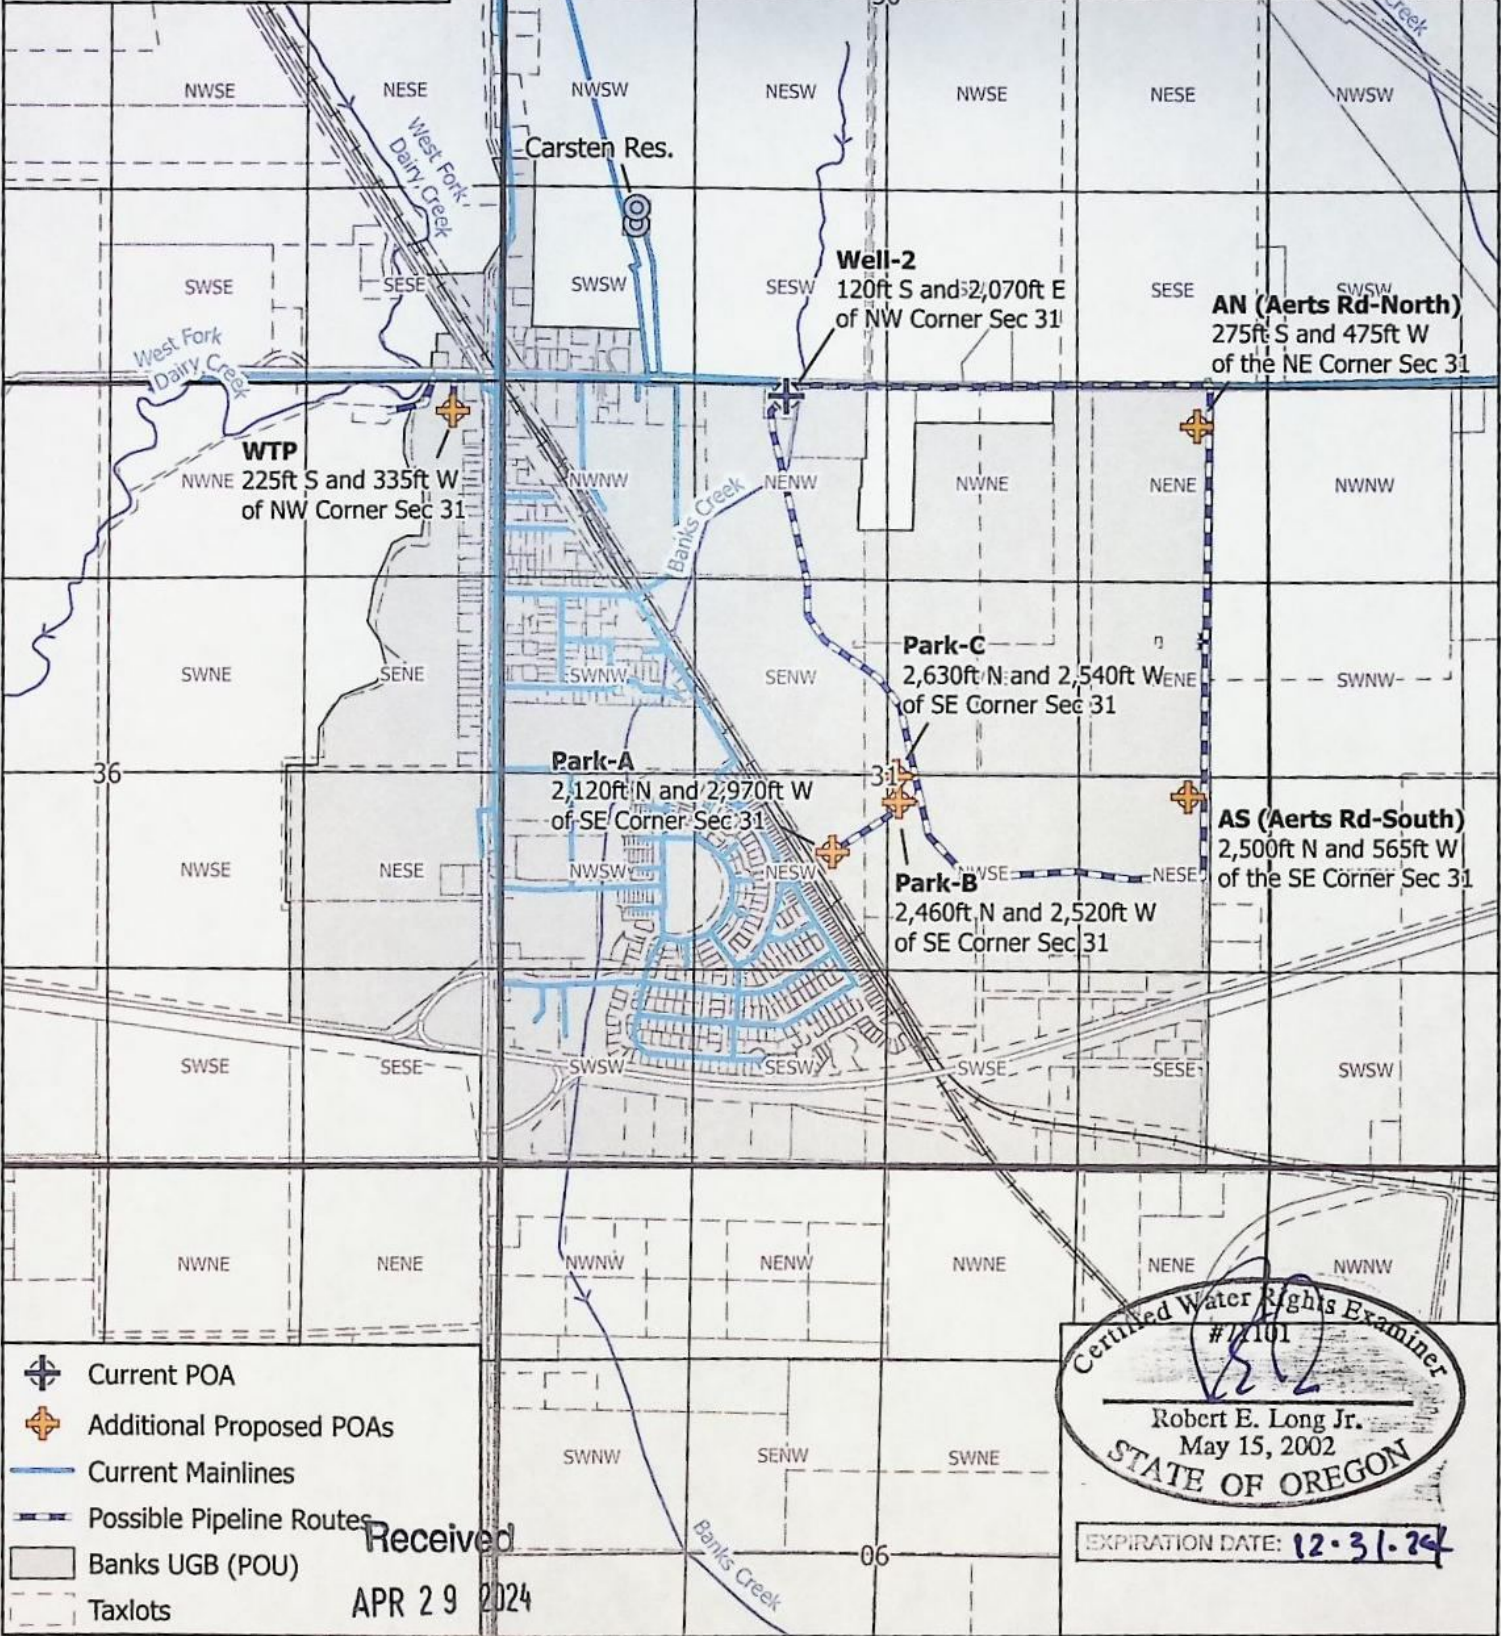 Creek
NWSE
NESE
NWSW
NESW
NWSE
NESE
NWSW
West Fork
Dairy Creek
Carsten Res.
SWSE
SESE
SWSW
SESW
SESE
SWSW
Well-2
120ft S and 2,070ft E
of NW Corner Sec 31
AN (Aerts Rd-North)
275ft S and 475ft W
of the NE Corner Sec 31
West Fork
Dairy Creek
WTP
225ft S and 335ft W
of NW Corner Sec 31
NWNE
NWNW
NENW
NWNE
NENE
NWNW
Banks Creek
SWNE
SENE
SWNW
SENW
SWNW
Park-C
2,630ft N and 2,540ft W
of SE Corner Sec 31
36
31
Park-A
2,120ft N and 2,970ft W
of SE Corner Sec 31
AS (Aerts Rd-South)
2,500ft N and 565ft W
of the SE Corner Sec 31
NWSE
NESE
NWSW
NESW
NWSE
NESE
Park-B
2,460ft N and 2,520ft W
of SE Corner Sec 31
SWSE
SESE
SWSW
SESW
SWSE
SESE
SWSW
NWNE
NENE
NWNW
NENW
NWNE
NENE
NWNW
SWNW
SENW
SWNE
06
Banks Creek
Current POA
Additional Proposed POAs
Current Mainlines
Possible Pipeline Routes
Banks UGB (POU)
Taxlots
Received
APR 29 2024
Certified Water Rights Examiner
Robert E. Long Jr.
May 15, 2002
STATE OF OREGON
EXPIRATION DATE: 12.31.24